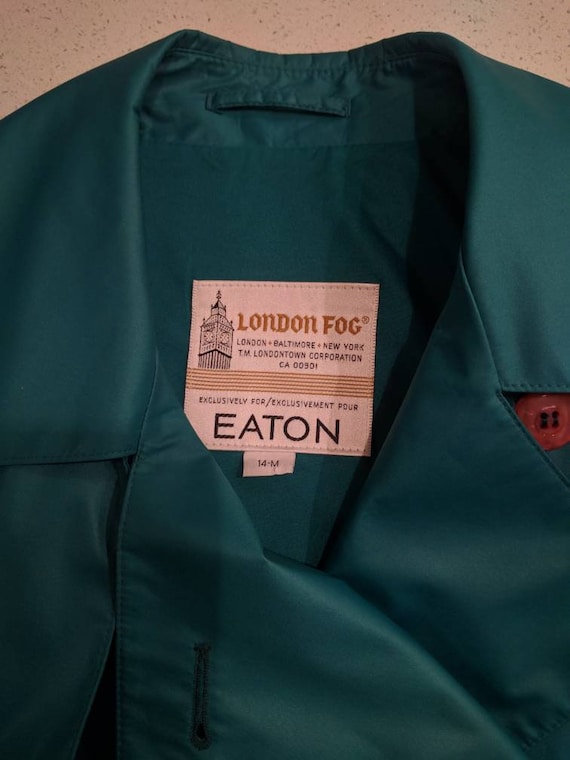 LONDON FOG®
LONDON • BALTIMORE • NEW YORK
T.M. LONDONTOWN CORPORATION
CA 00901
EXCLUSIVELY FOR/EXCLUSIVEMENT POUR
EATON
14-M